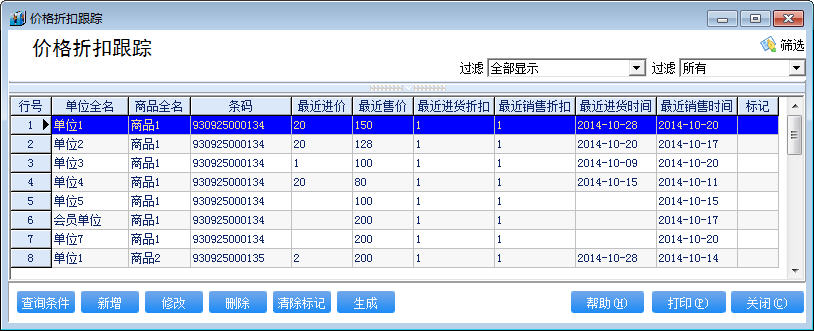 价格折扣跟踪
价格折扣跟踪
筛选
过滤 全部显示 过滤 所有
行号 单位全名 商品全名 条码 最近进价 最近售价 最近进货折扣 最近销售折扣 最近进货时间 最近销售时间 标记
1 单位1 商品1 930925000134 20 150 1 1 2014-10-28 2014-10-20
2 单位2 商品1 930925000134 20 128 1 1 2014-10-20 2014-10-17
3 单位3 商品1 930925000134 1 100 1 1 2014-10-09 2014-10-20
4 单位4 商品1 930925000134 20 80 1 1 2014-10-15 2014-10-11
5 单位5 商品1 930925000134 100 1 1 2014-10-15
6 会员单位 商品1 930925000134 200 1 1 2014-10-17
7 单位7 商品1 930925000134 200 1 1 2014-10-20
8 单位1 商品2 930925000135 2 200 1 1 2014-10-28 2014-10-14
查询条件 新增 修改 删除 清除标记 生成 帮助(H) 打印(P) 关闭(C)